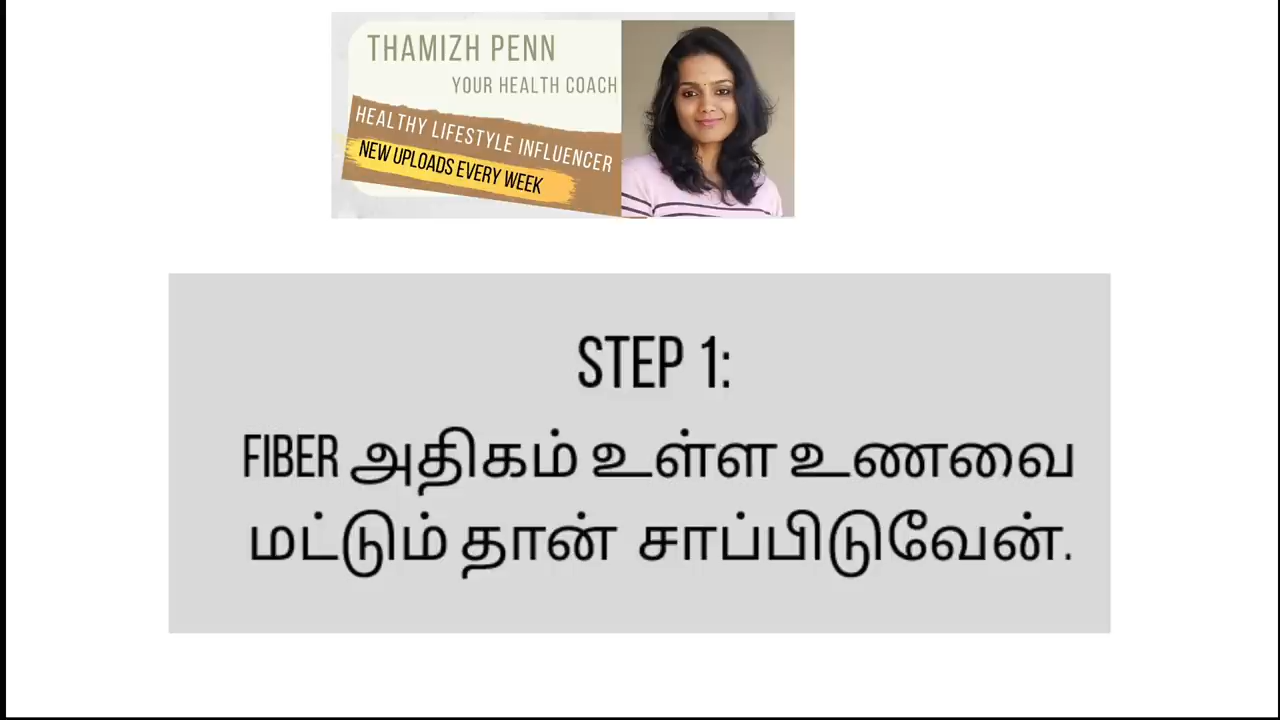 THAMIZH PENN
YOUR HEALTH COACH
HEALTHY LIFESTYLE INFLUENCER
NEW UPLOADS EVERY WEEK
STEP 1:
FIBER அதிகம் உள்ள உணவை
மட்டும் தான் சாப்பிடுவேன்.